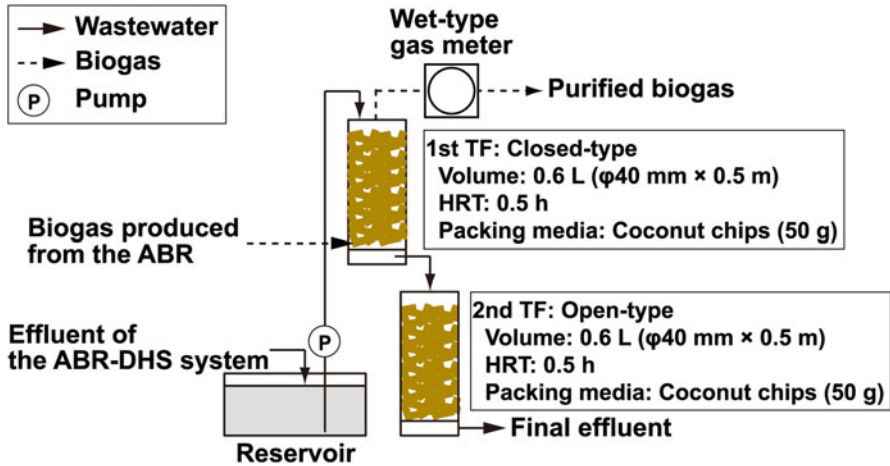 Wastewater
Biogas
P Pump
Wet-type
gas meter
Purified biogas
1st TF: Closed-type
Volume: 0.6 L (φ40 mm × 0.5 m)
HRT: 0.5 h
Packing media: Coconut chips (50 g)
Biogas produced
from the ABR
2nd TF: Open-type
Volume: 0.6 L (φ40 mm × 0.5 m)
HRT: 0.5 h
Packing media: Coconut chips (50 g)
Effluent of
the ABR-DHS system
P
Final effluent
Reservoir